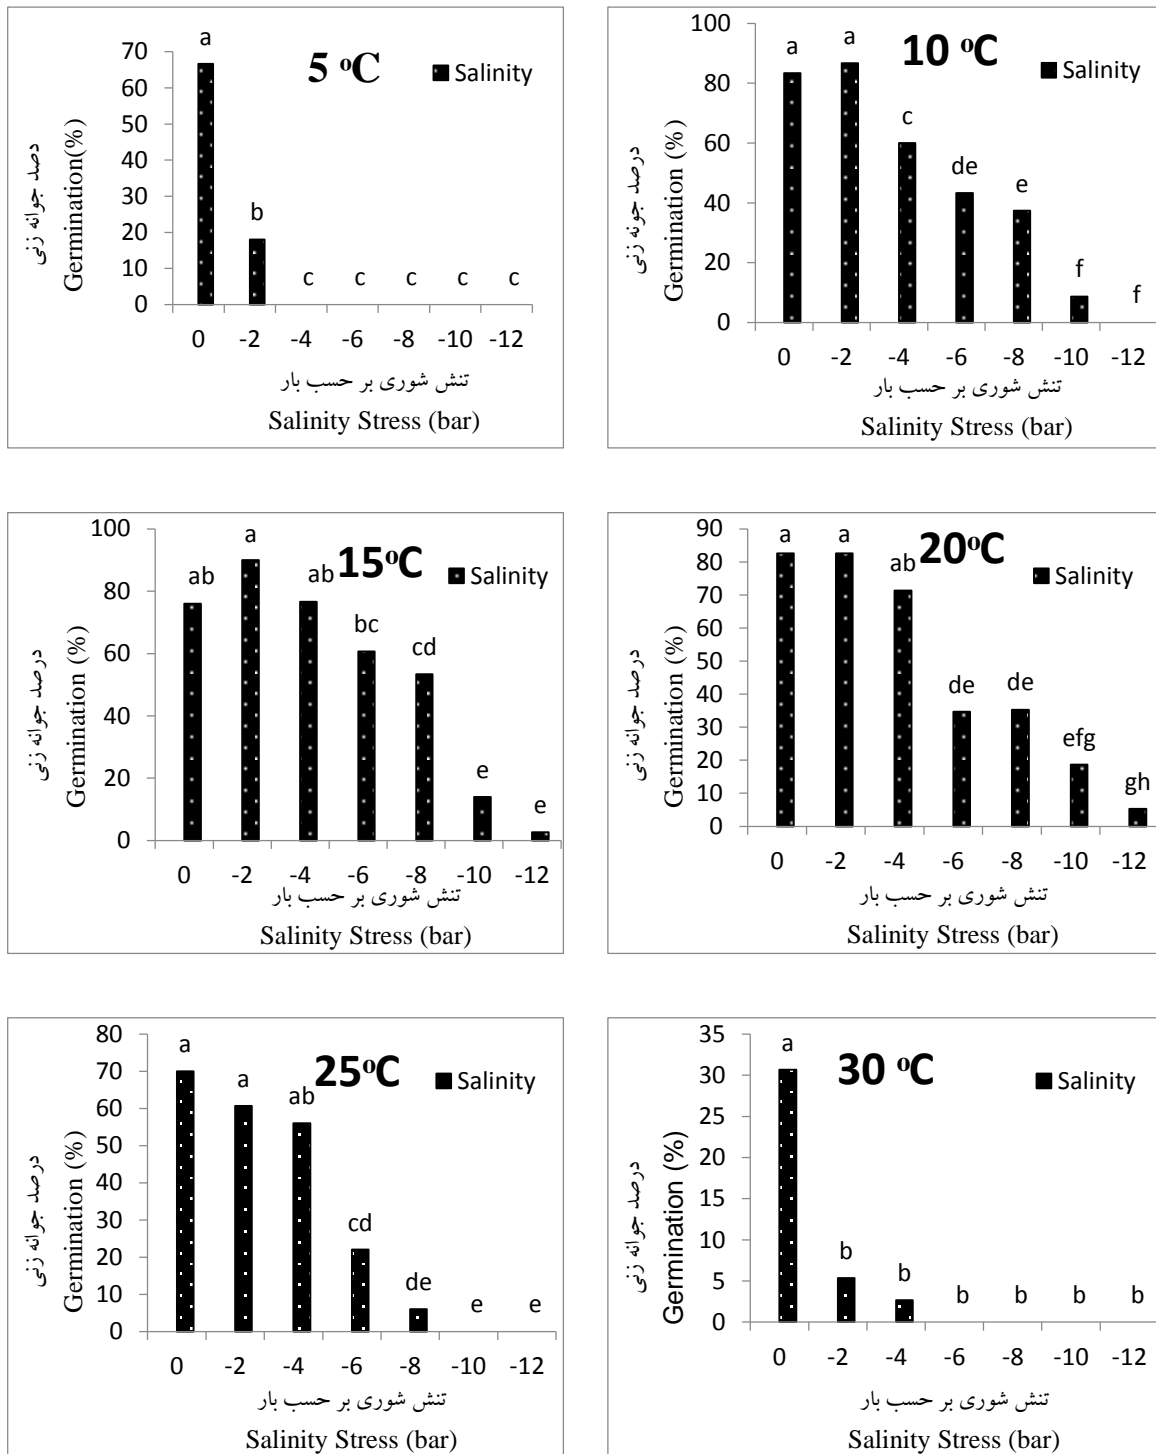 a
5 ºC
Salinity
70
60
50
40
30
20
10
0
b
c c c c c
درصد جوانه زنی
Germination(%)
0 -2 -4 -6 -8 -10 -12
تنش شوری بر حسب بار
Salinity Stress (bar)
10 ºC
Salinity
100
80
60
40
20
0
a a c de e f f
درصد جونه زنی
Germination (%)
0 -2 -4 -6 -8 -10 -12
تنش شوری بر حسب بار
Salinity Stress (bar)
15ºC
Salinity
100
80
60
40
20
0
ab a ab bc cd e e
درصد جوانه زنی
Germination (%)
0 -2 -4 -6 -8 -10 -12
تنش شوری بر حسب بار
Salinity Stress (bar)
20ºC
Salinity
90
80
70
60
50
40
30
20
10
0
a a ab de de efg gh
درصد جوانه زنی
Germination (%)
0 -2 -4 -6 -8 -10 -12
تنش شوری بر حسب بار
Salinity Stress (bar)
25ºC
Salinity
80
70
60
50
40
30
20
10
0
a a ab cd de e e
درصد جوانه زنی
Germination (%)
0 -2 -4 -6 -8 -10 -12
تنش شوری بر حسب بار
Salinity Stress (bar)
30 ºC
Salinity
35
30
25
20
15
10
5
0
a b b b b b b
درصد جوانه زنی
Germination (%)
0 -2 -4 -6 -8 -10 -12
تنش شوری بر حسب بار
Salinity Stress (bar)